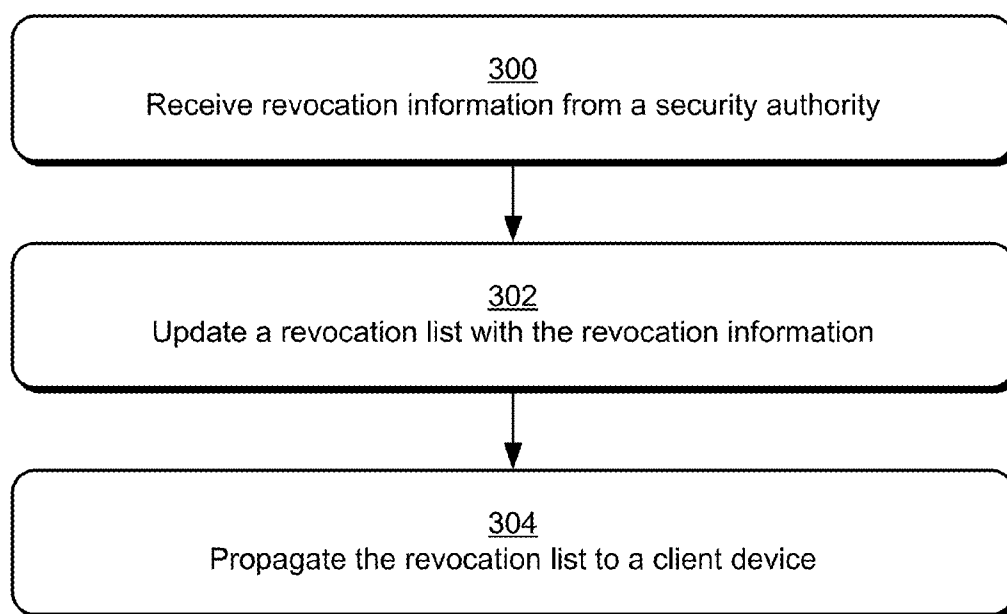 300
Receive revocation information from a security authority
302
Update a revocation list with the revocation information
304
Propagate the revocation list to a client device